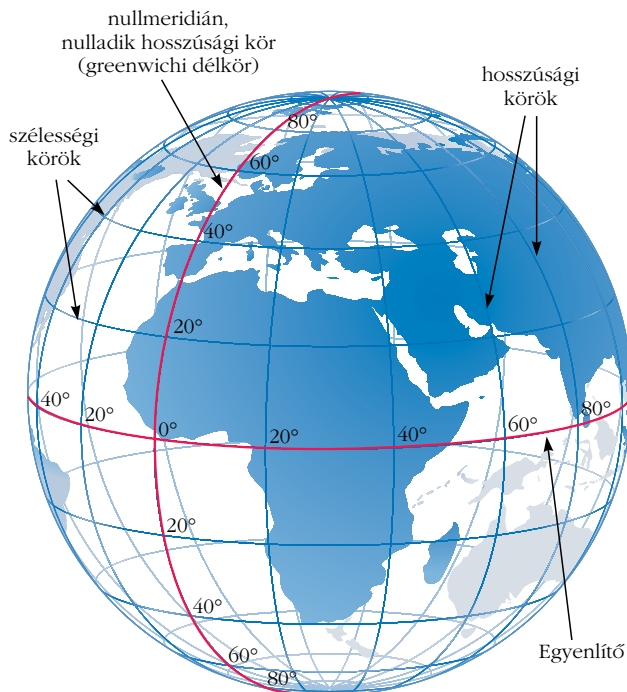 nullmeridián,
nulladik hosszúsági kör
(greenwichi délkör)
hosszúsági
körök
szélességi
körök
80°
60°
40°
20°
40°
20°
0°
20°
40°
60°
80°
20°
40°
60°
80°
Egyenlítő